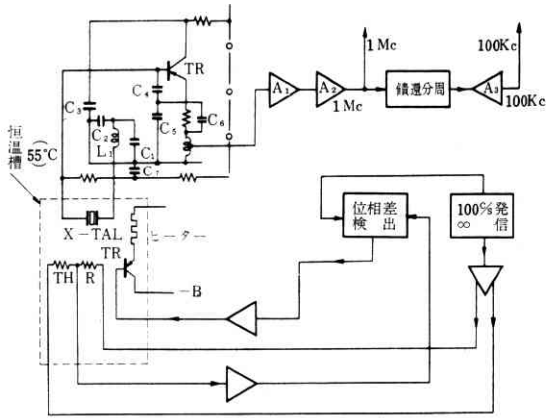 TR
C₃
C₄
C₂
L₁
C₅
C₆
C₁
C₇
A₁
A₂
1 Mc
1 Mc
饋還分周
A₃
100Kc
100Kc
恒温槽
(55℃)
X-TAL
ヒーター
TR
TH
R
-B
位相差
検出
100% 発
∞ 信